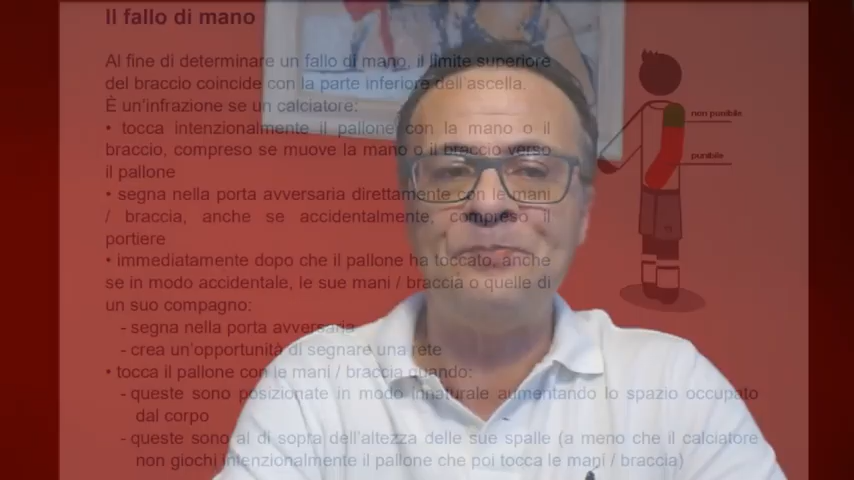 Il fallo di mano
Al fine di determinare un fallo di mano, il limite superiore
del braccio coincide con la parte inferiore dell'ascella.
È un'infrazione se un calciatore:
• tocca intenzionalmente il pallone con la mano o il
braccio, compreso se muove la mano o il braccio verso
il pallone
• segna nella porta avversaria direttamente con le mani
/ braccia, anche se accidentalmente, compreso il
portiere
• immediatamente dopo che il pallone ha toccato, anche
se in modo accidentale, le sue mani / braccia o quelle di
un suo compagno:
- segna nella porta avversaria
- crea un'opportunità di segnare una rete
• tocca il pallone con le mani / braccia quando:
- queste sono posizionate in modo innaturale aumentando lo spazio occupato
dal corpo
- queste sono al di sopra dell'altezza delle sue spalle (a meno che il calciatore
non giochi intenzionalmente il pallone che poi tocca le mani / braccia)
non punibile
punibile